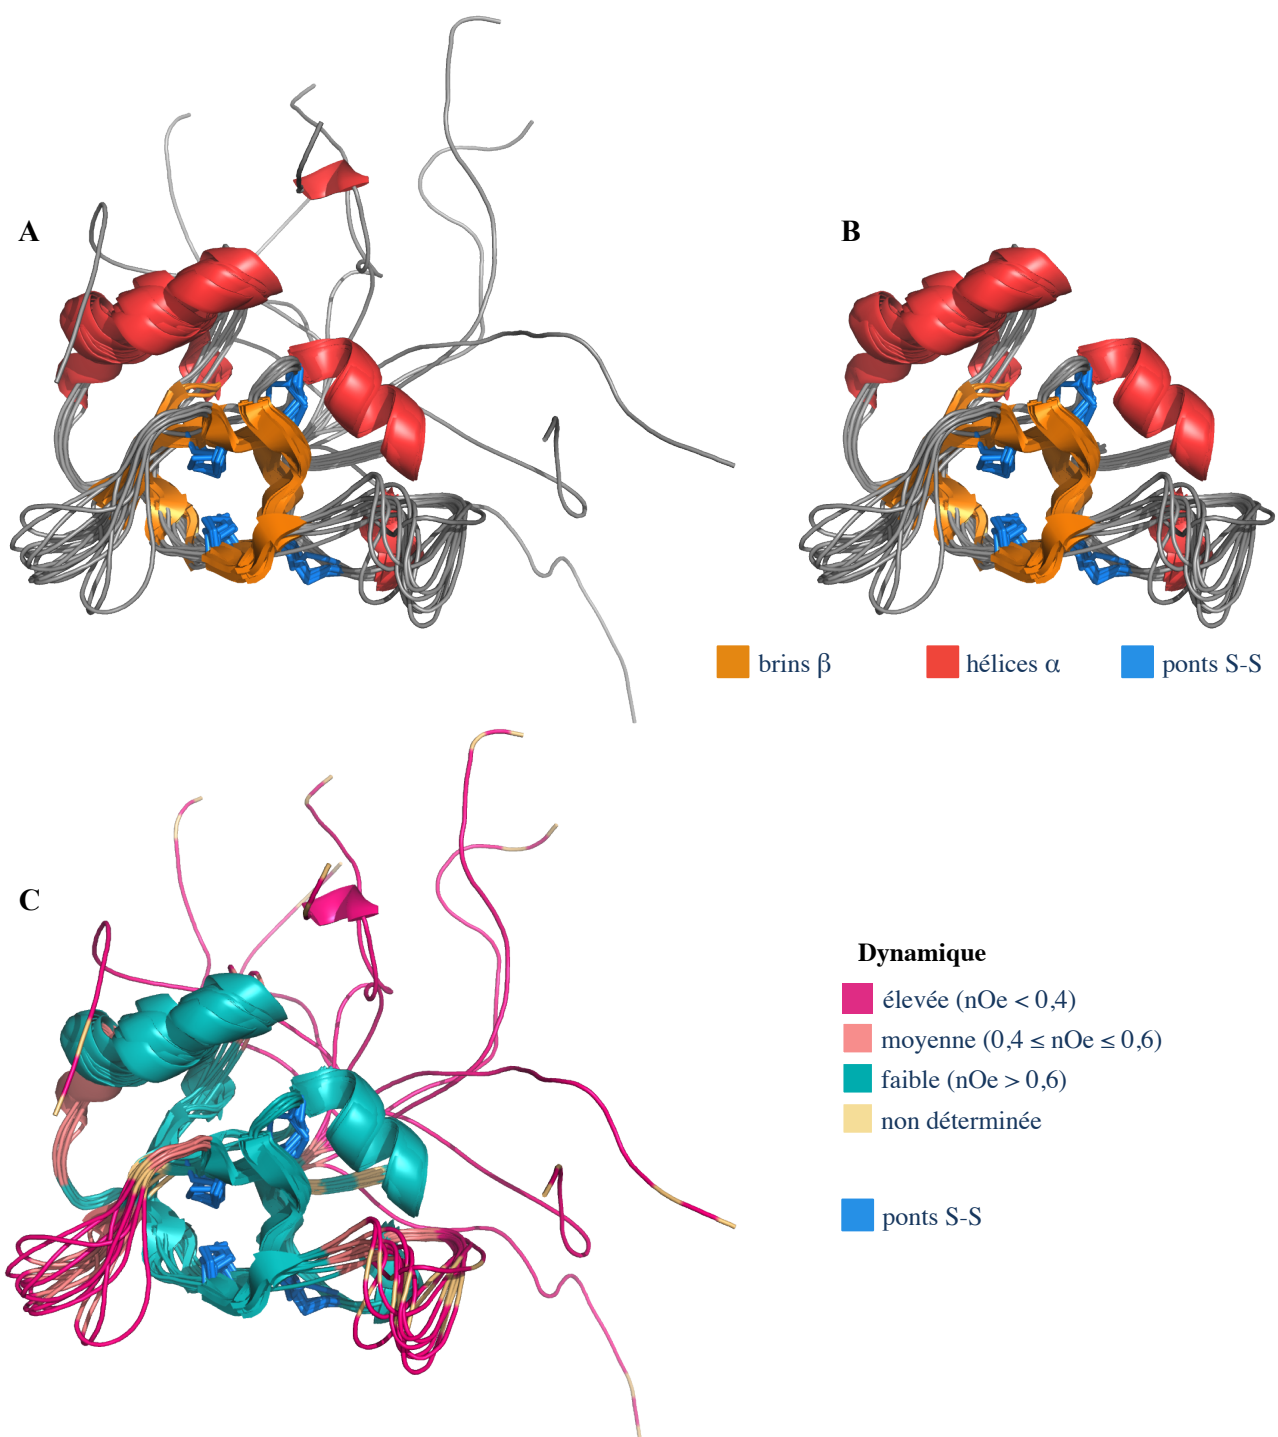 A
B
brins β
hélices α
ponts S-S
C
Dynamique
élevée (nOe < 0,4)
moyenne (0,4 ≤ nOe ≤ 0,6)
faible (nOe > 0,6)
non déterminée
ponts S-S